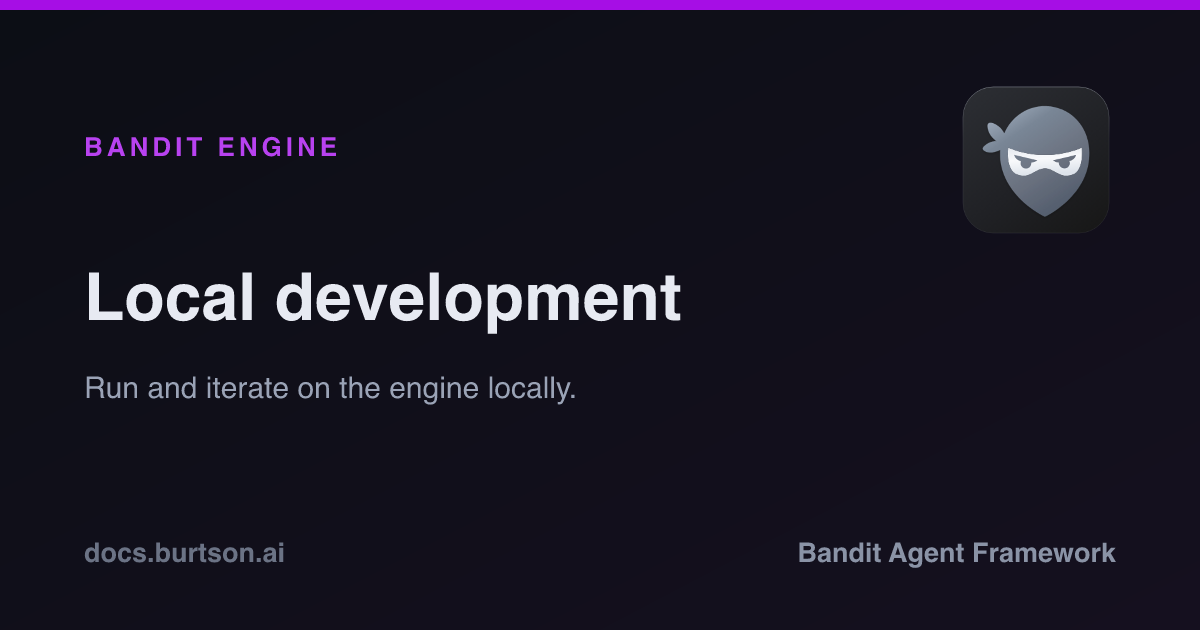 BANDIT ENGINE
Local development
Run and iterate on the engine locally.
docs.burtson.ai
Bandit Agent Framework